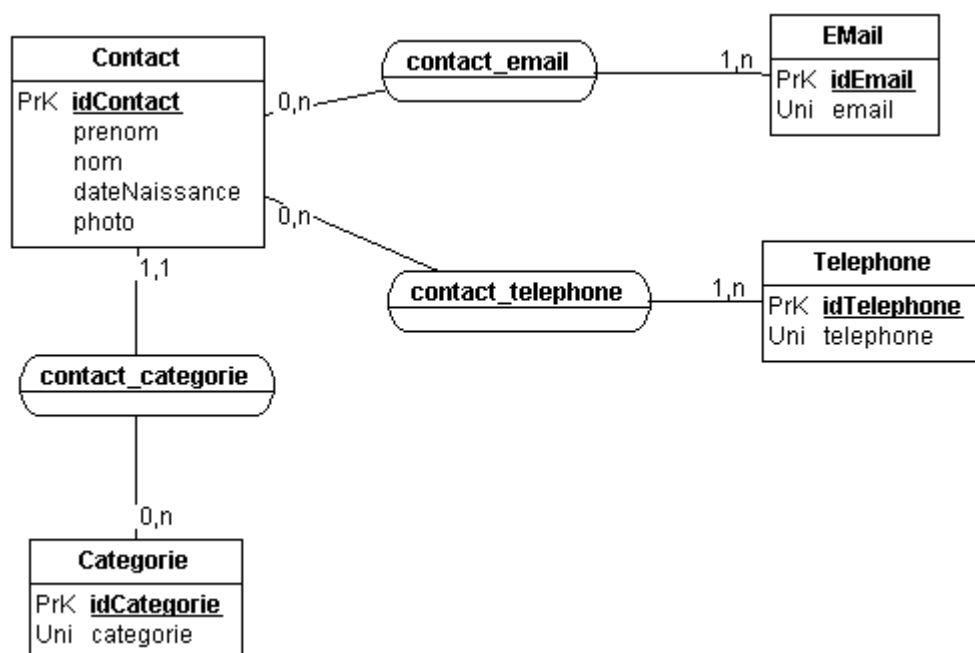 Contact
PrK idContact
prenom
nom
dateNaissance
photo
0,n
contact_email
1,n
EMail
PrK idEmail
Uni email
0,n
contact_telephone
1,n
Telephone
PrK idTelephone
Uni telephone
1,1
contact_categorie
0,n
Categorie
PrK idCategorie
Uni categorie